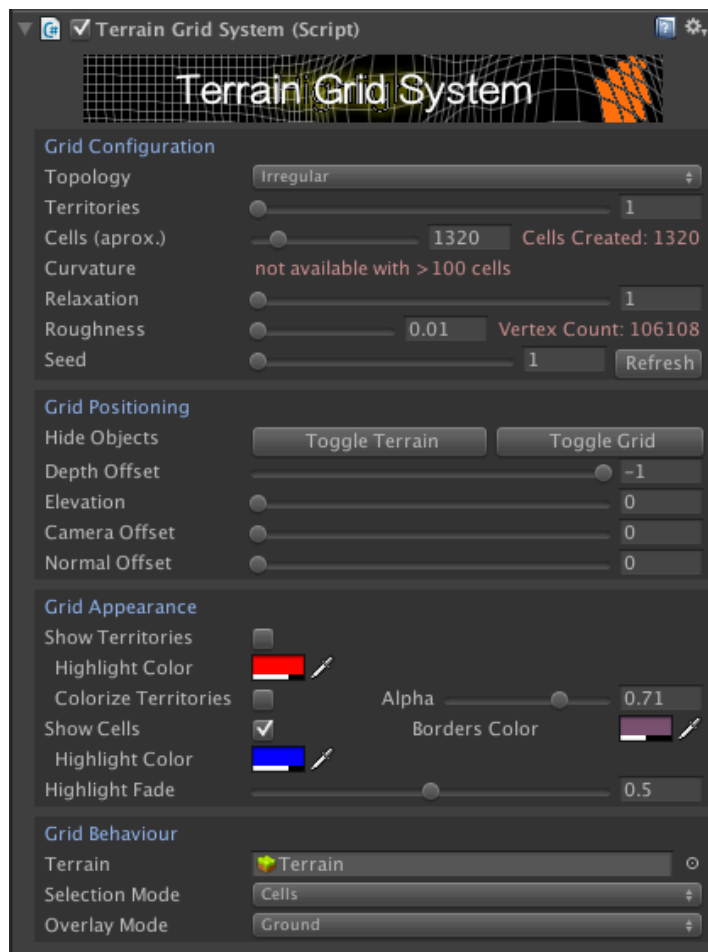 Terrain Grid System (Script)
Terrain Grid System
Grid Configuration
Topology Irregular
Territories 1
Cells (aprox.) 1320 Cells Created: 1320
Curvature not available with >100 cells
Relaxation 1
Roughness 0.01 Vertex Count: 106108
Seed 1 Refresh
Grid Positioning
Hide Objects Toggle Terrain Toggle Grid
Depth Offset -1
Elevation 0
Camera Offset 0
Normal Offset 0
Grid Appearance
Show Territories
Highlight Color
Colorize Territories Alpha 0.71
Show Cells Borders Color
Highlight Color
Highlight Fade 0.5
Grid Behaviour
Terrain Terrain
Selection Mode Cells
Overlay Mode Ground